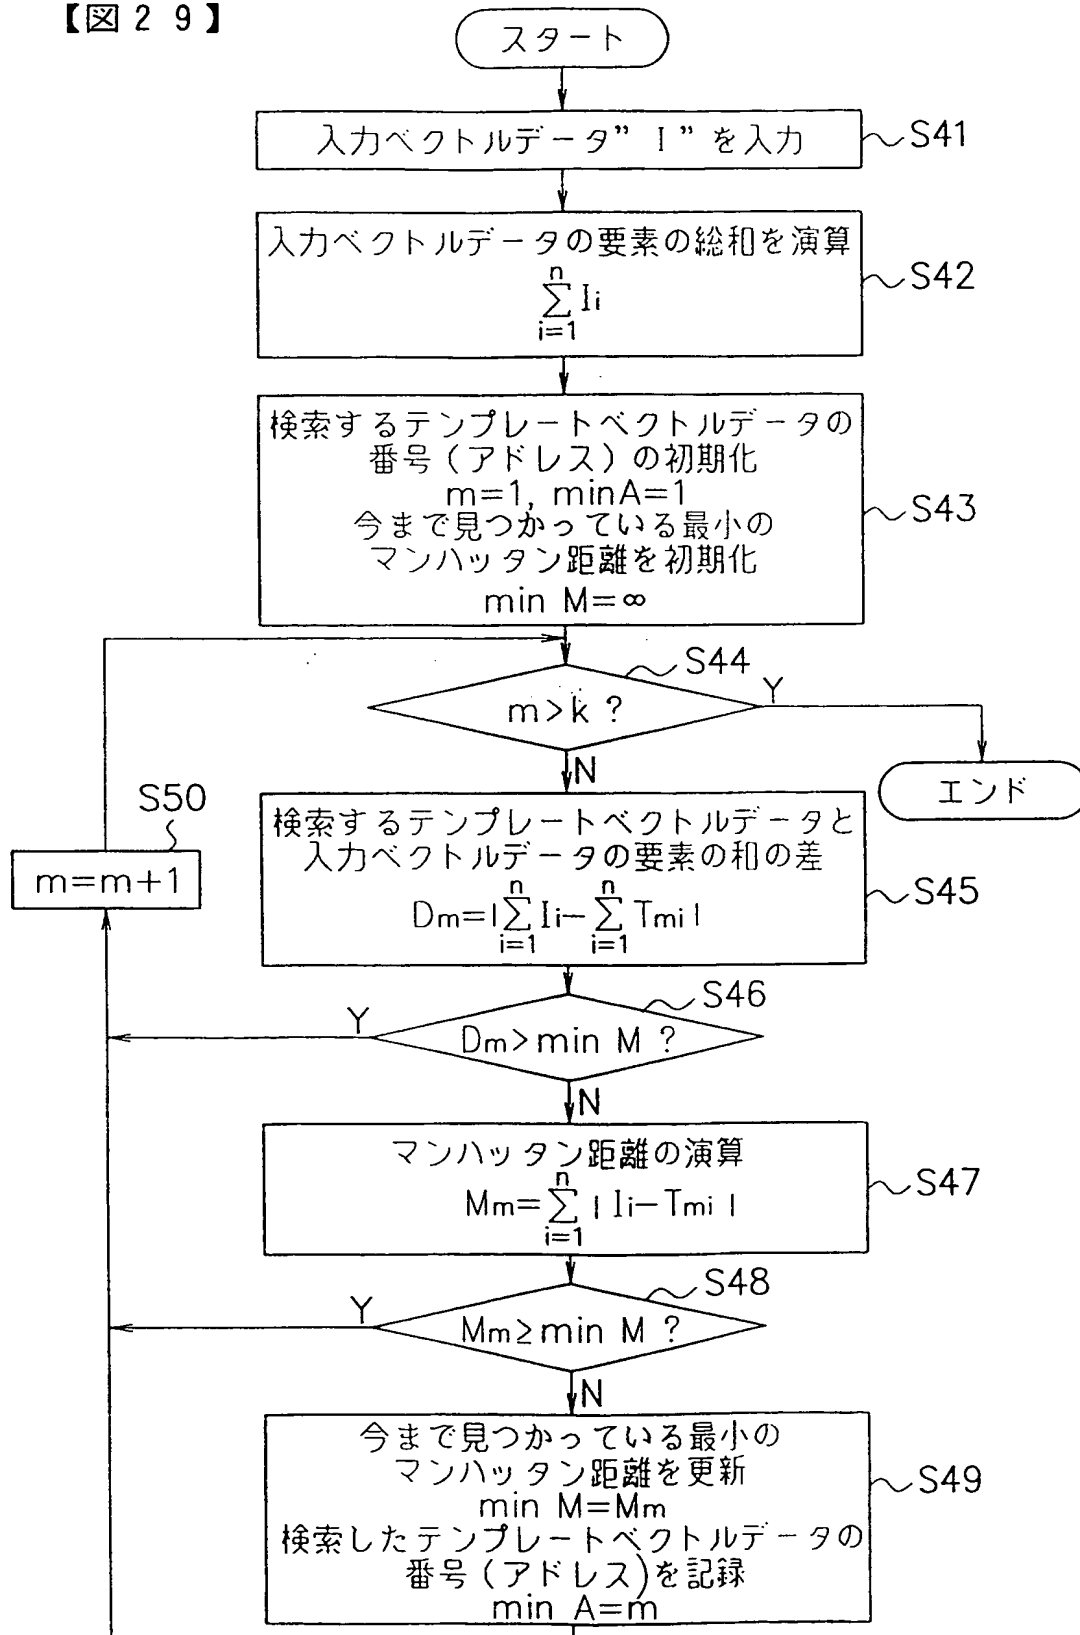 【図29】
スタート
入力ベクトルデータ"I"を入力
S41
入力ベクトルデータの要素の総和を演算
n
∑Ii
i=1
S42
検索するテンプレートベクトルデータの
番号(アドレス)の初期化
m=1, minA=1
今まで見つかっている最小の
マンハッタン距離を初期化
min M=∞
S43
S44
m>k ?
Y
N
エンド
S50
m=m+1
検索するテンプレートベクトルデータと
入力ベクトルデータの要素の和の差
n n
Dm=|∑Ii-∑Tmi|
i=1 i=1
S45
S46
Y
Dm>min M ?
N
マンハッタン距離の演算
n
Mm=∑|Ii-Tmi|
i=1
S47
S48
Y
Mm≥min M ?
N
今まで見つかっている最小の
マンハッタン距離を更新
min M=Mm
検索したテンプレートベクトルデータの
番号(アドレス)を記録
min A=m
S49